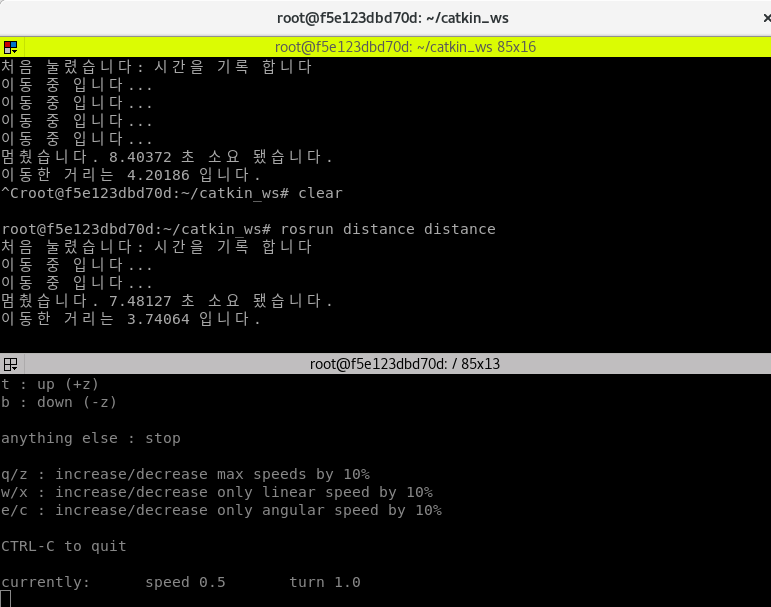 root@f5e123dbd70d: ~/catkin_ws
root@f5e123dbd70d: ~/catkin_ws 85x16
처음 눌렸습니다: 시간을 기록 합니다
이동 중 입니다...
이동 중 입니다...
이동 중 입니다...
이동 중 입니다...
멈췄습니다. 8.40372 초 소요 됐습니다.
이동한 거리는 4.20186 입니다.
^Croot@f5e123dbd70d:~/catkin_ws# clear
root@f5e123dbd70d:~/catkin_ws# rosrun distance distance
처음 눌렸습니다: 시간을 기록 합니다
이동 중 입니다...
이동 중 입니다...
멈췄습니다. 7.48127 초 소요 됐습니다.
이동한 거리는 3.74064 입니다.
root@f5e123dbd70d: / 85x13
t : up (+z)
b : down (-z)
anything else : stop
q/z : increase/decrease max speeds by 10%
w/x : increase/decrease only linear speed by 10%
e/c : increase/decrease only angular speed by 10%
CTRL-C to quit
currently: speed 0.5 turn 1.0